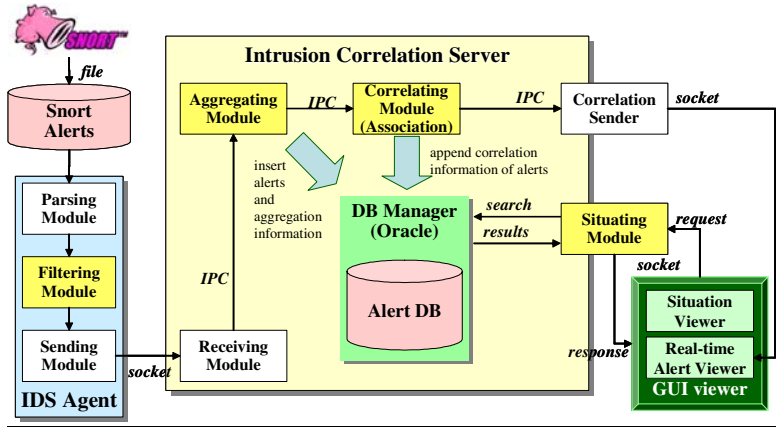 SNORT™
file
Snort
Alerts
Parsing
Module
Filtering
Module
Sending
Module
IDS Agent
socket
Intrusion Correlation Server
Aggregating
Module
IPC
Correlating
Module
(Association)
IPC
Correlation
Sender
socket
insert
alerts
and
aggregation
information
append correlation
information of alerts
IPC
Receiving
Module
DB Manager
(Oracle)
Alert DB
search
results
Situating
Module
request
socket
response
Situation
Viewer
Real-time
Alert Viewer
GUI viewer